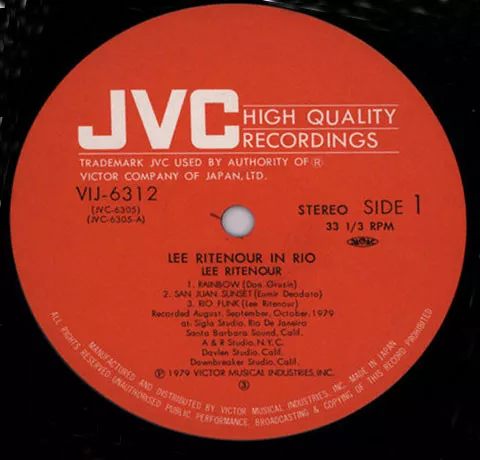 JVC
HIGH QUALITY
RECORDINGS
TRADEMARK JVC USED BY AUTHORITY OF Ⓡ
VICTOR COMPANY OF JAPAN, LTD.
VIJ-6312
(JVC-6305)
(JVC-6305-A)
STEREO SIDE 1
33 1/3 RPM
LEE RITENOUR IN RIO
LEE RITENOUR
1. RAINBOW (Don Grusin)
2. SAN JUAN SUNSET (Eumir Deodato)
3. RIO FUNK (Lee Ritenour)
Recorded August, September, October, 1979
at Sigla Studio, Rio De Janeiro
Santa Barbara Sound, Calif.
A & R Studio, N.Y.C.
Davlen Studio, Calif.
Dawnbreaker Studio, Calif.
Ⓟ 1979 VICTOR MUSICAL INDUSTRIES, INC.
③
MANUFACTURED AND DISTRIBUTED BY VICTOR MUSICAL INDUSTRIES, INC. MADE IN JAPAN
ALL RIGHTS RESERVED. UNAUTHORISED PUBLIC PERFORMANCE, BROADCASTING & COPYING OF THIS RECORD PROHIBITED